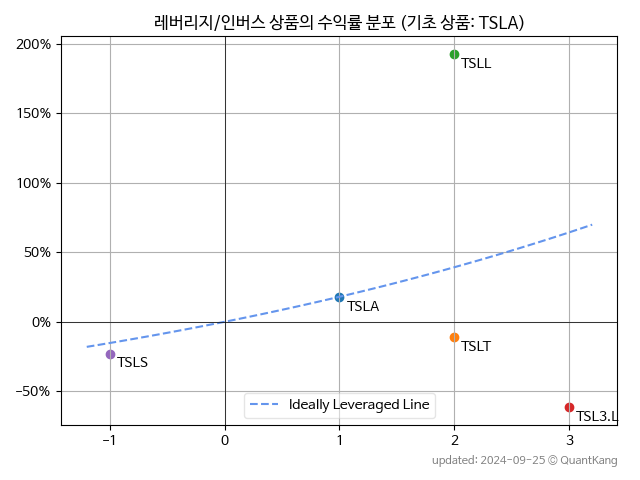 레버리지/인버스 상품의 수익률 분포 (기초 상품: TSLA)
200%
150%
100%
50%
0%
−50%
TSLL
TSLA
TSLT
TSLS
TSL3.L
Ideally Leveraged Line
−1
0
1
2
3
updated: 2024-09-25 © QuantKang